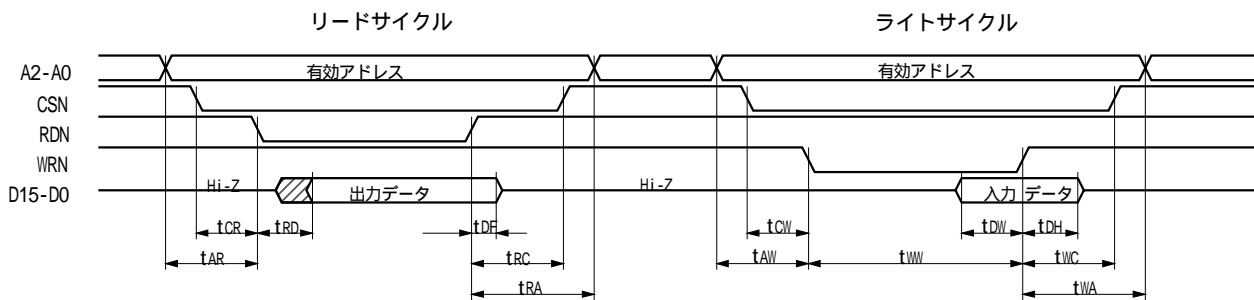 リードサイクル ライトサイクル
A2-A0 有効アドレス 有効アドレス
CSN
RDN
WRN
D15-D0 Hi-Z 出力データ Hi-Z 入力 データ
tCR tRD tDF tCW tDW tDH
tAR tRC tAW tWW tWC
tRA tWA